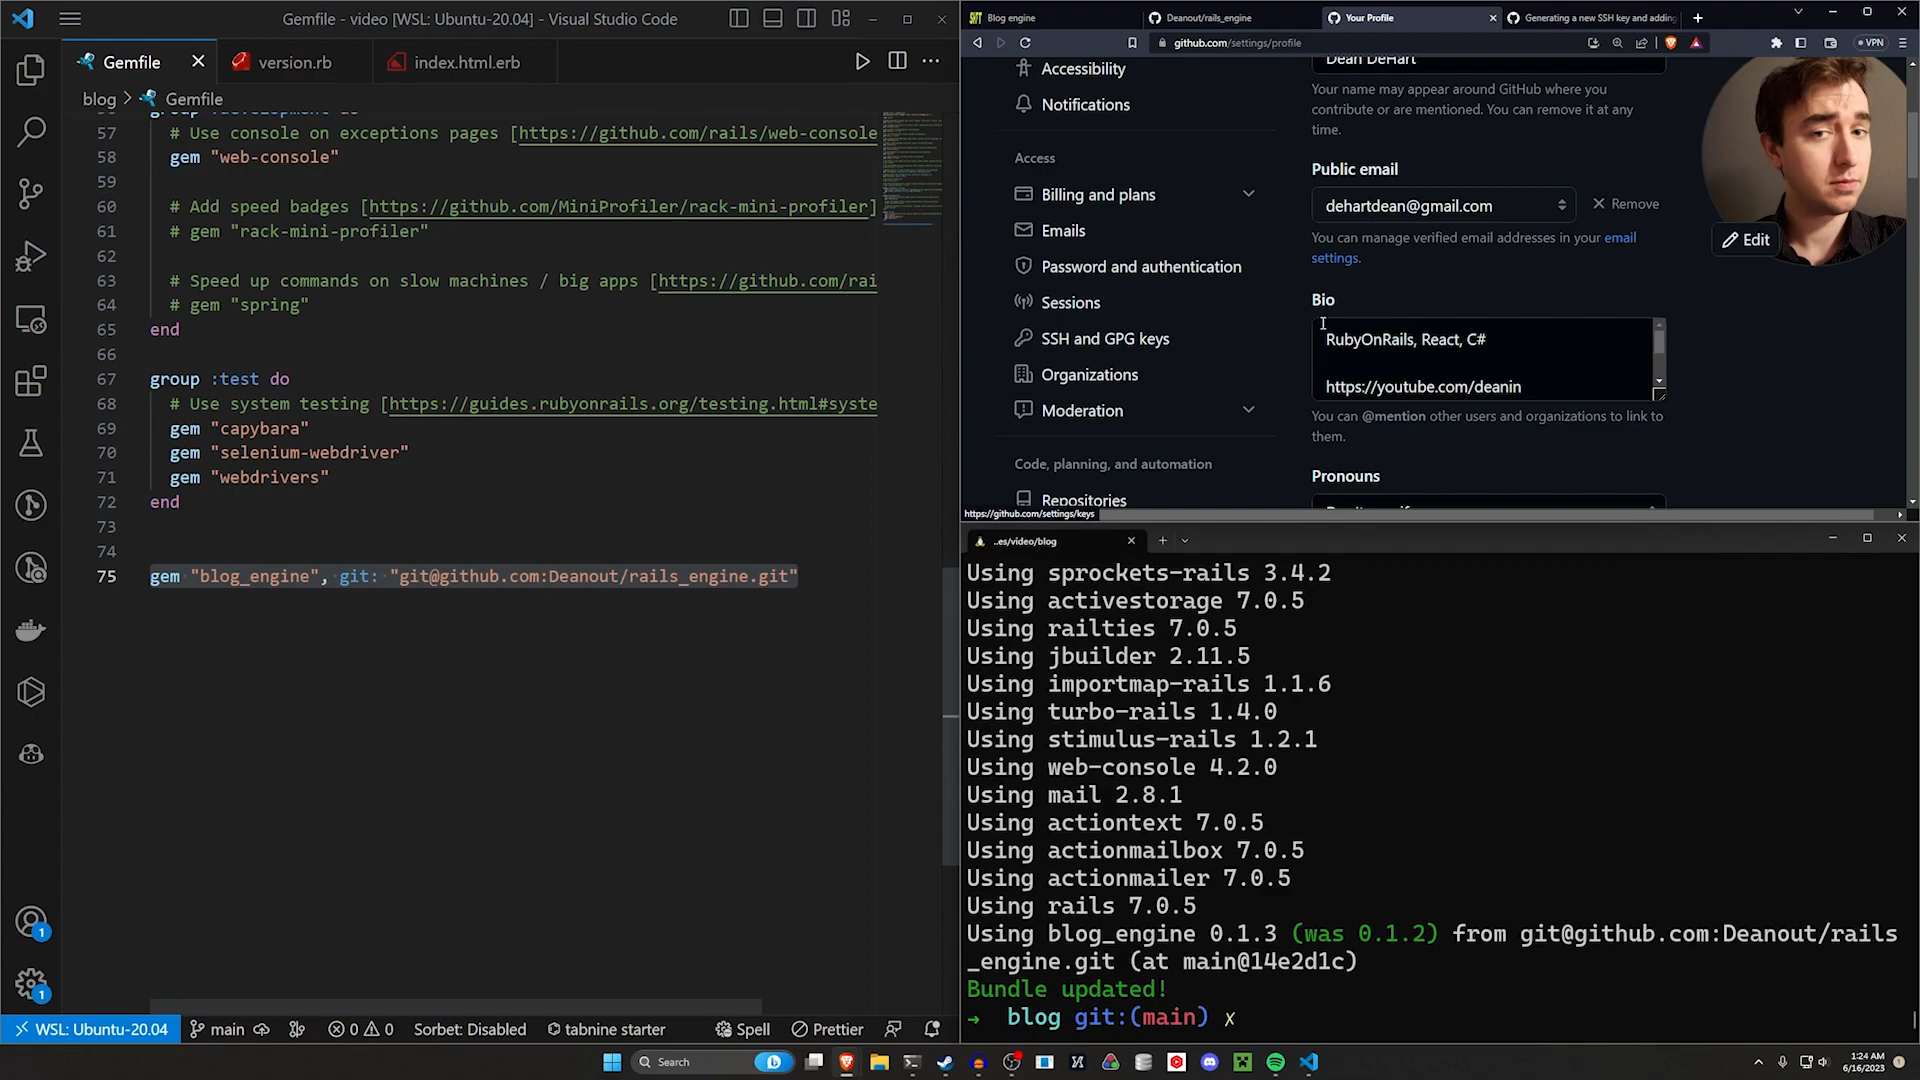 Gemfile - video [WSL: Ubuntu-20.04] - Visual Studio Code
Gemfile
version.rb
index.html.erb
blog > Gemfile
57 # Use console on exceptions pages [https://github.com/rails/web-console
58 gem "web-console"
59
60 # Add speed badges [https://github.com/MiniProfiler/rack-mini-profiler]
61 # gem "rack-mini-profiler"
62
63 # Speed up commands on slow machines / big apps [https://github.com/rai
64 # gem "spring"
65 end
66
67 group :test do
68 # Use system testing [https://guides.rubyonrails.org/testing.html#syste
69 gem "capybara"
70 gem "selenium-webdriver"
71 gem "webdrivers"
72 end
73
74
75 gem "blog_engine", git: "git@github.com:Deanout/rails_engine.git"
1
1
WSL: Ubuntu-20.04
main
0 0
Sorbet: Disabled
tabnine starter
Spell
Prettier
Blog engine
Deanout/rails_engine
Your Profile
Generating a new SSH key and adding
github.com/settings/profile
VPN
Accessibility
Notifications
Access
Billing and plans
Emails
Password and authentication
Sessions
SSH and GPG keys
Organizations
Moderation
Code, planning, and automation
Repositories
https://github.com/settings/keys
Dean DeHart
Your name may appear around GitHub where you
contribute or are mentioned. You can remove it at any
time.
Public email
dehartdean@gmail.com
Remove
You can manage verified email addresses in your email
settings.
Edit
Bio
RubyOnRails, React, C#
https://youtube.com/deanin
You can @mention other users and organizations to link to
them.
Pronouns
..es/video/blog
Using sprockets-rails 3.4.2
Using activestorage 7.0.5
Using railties 7.0.5
Using jbuilder 2.11.5
Using importmap-rails 1.1.6
Using turbo-rails 1.4.0
Using stimulus-rails 1.2.1
Using web-console 4.2.0
Using mail 2.8.1
Using actiontext 7.0.5
Using actionmailbox 7.0.5
Using actionmailer 7.0.5
Using rails 7.0.5
Using blog_engine 0.1.3 (was 0.1.2) from git@github.com:Deanout/rails
_engine.git (at main@14e2d1c)
Bundle updated!
→ blog git:(main) x
Search
1:24 AM
6/16/2023